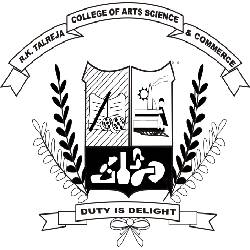 R.K. TALREJA COLLEGE OF ARTS SCIENCE & COMMERCE
DUTY IS DELIGHT